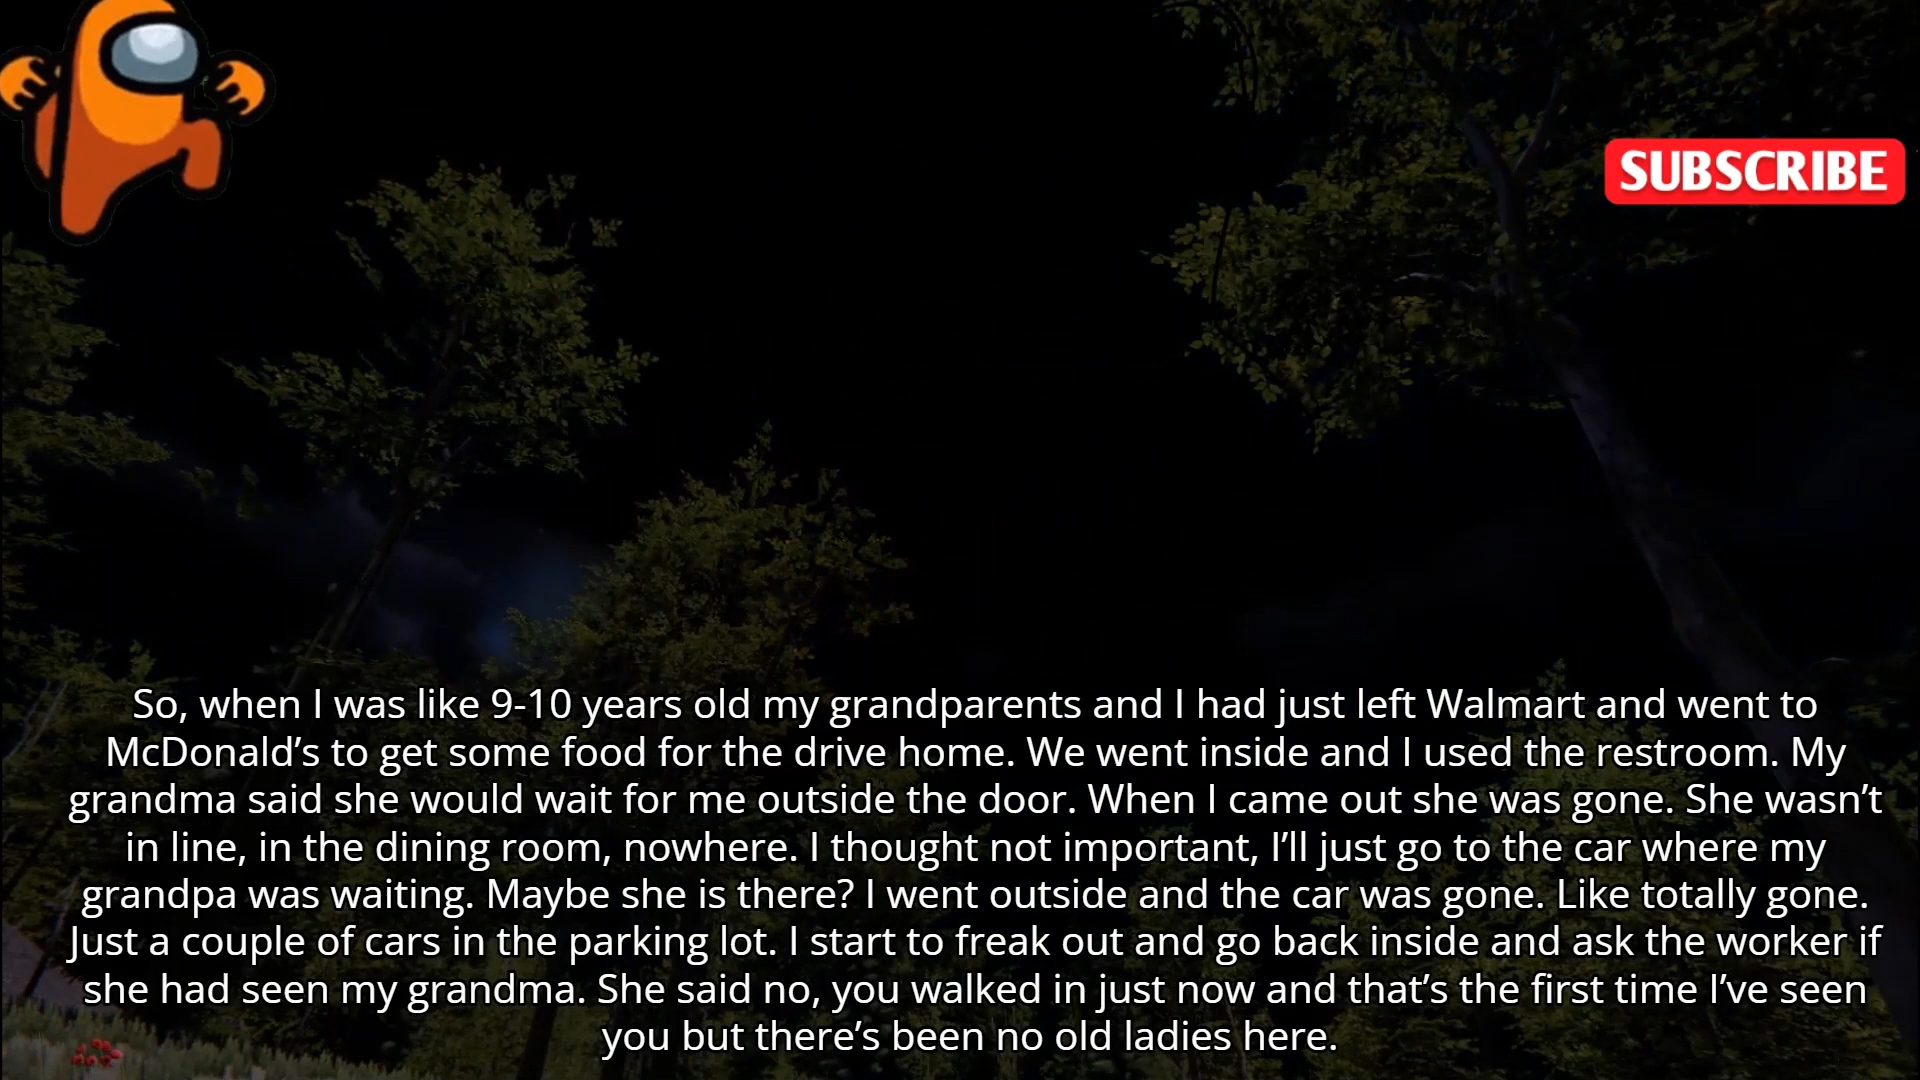 SUBSCRIBE
So, when I was like 9-10 years old my grandparents and I had just left Walmart and went to
McDonald’s to get some food for the drive home. We went inside and I used the restroom. My
grandma said she would wait for me outside the door. When I came out she was gone. She wasn’t
in line, in the dining room, nowhere. I thought not important, I’ll just go to the car where my
grandpa was waiting. Maybe she is there? I went outside and the car was gone. Like totally gone.
Just a couple of cars in the parking lot. I start to freak out and go back inside and ask the worker if
she had seen my grandma. She said no, you walked in just now and that’s the first time I’ve seen
you but there’s been no old ladies here.